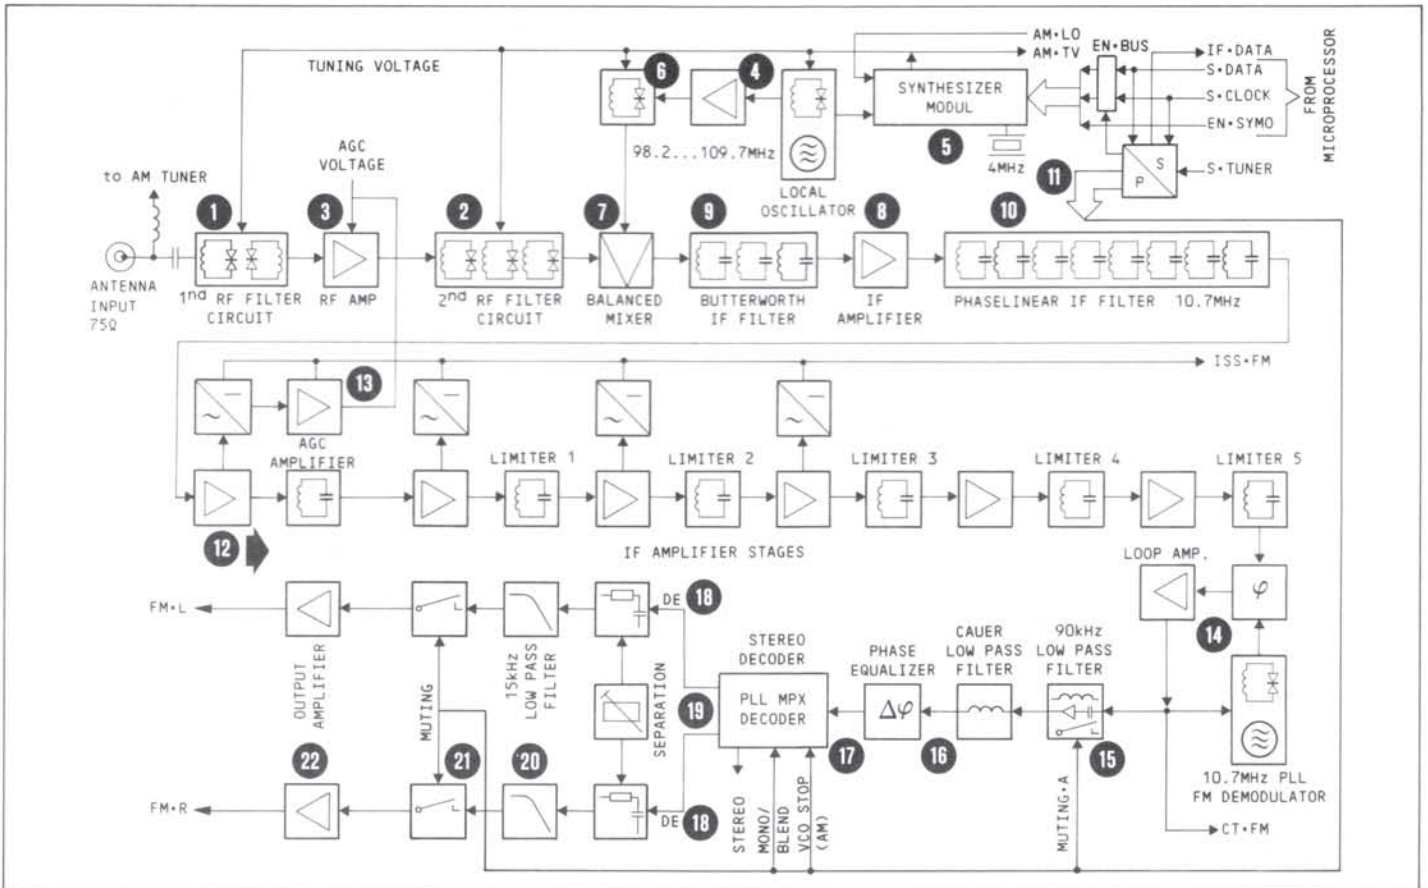 AM•LO
AM•TV
EN•BUS
IF•DATA
S•DATA
S•CLOCK
EN•SYMO
S•TUNER
FROM
MICROPROCESSOR
TUNING VOLTAGE
6
4
SYNTHESIZER
MODUL
5
4MHz
11
S
P
98.2...109.7MHz
LOCAL
OSCILLATOR
AGC
VOLTAGE
to AM TUNER
1
3
2
7
9
8
10
ANTENNA
INPUT
75Ω
1nd RF FILTER
CIRCUIT
RF AMP
2nd RF FILTER
CIRCUIT
BALANCED
MIXER
BUTTERWORTH
IF FILTER
IF
AMPLIFIER
PHASELINEAR IF FILTER 10.7MHz
ISS•FM
13
AGC
AMPLIFIER
LIMITER 1
LIMITER 2
LIMITER 3
LIMITER 4
LIMITER 5
12
IF AMPLIFIER STAGES
LOOP AMP.
φ
14
FM•L
OUTPUT
AMPLIFIER
MUTING
15kHz
LOW PASS
FILTER
DE
18
SEPARATION
19
STEREO
DECODER
PLL MPX
DECODER
PHASE
EQUALIZER
Δφ
CAUER
LOW PASS
FILTER
90kHz
LOW PASS
FILTER
17
16
15
10.7MHz PLL
FM DEMODULATOR
22
21
20
FM•R
DE
18
STEREO
MONO/
BLEND
VCO STOP
(AM)
MUTING•A
CT•FM